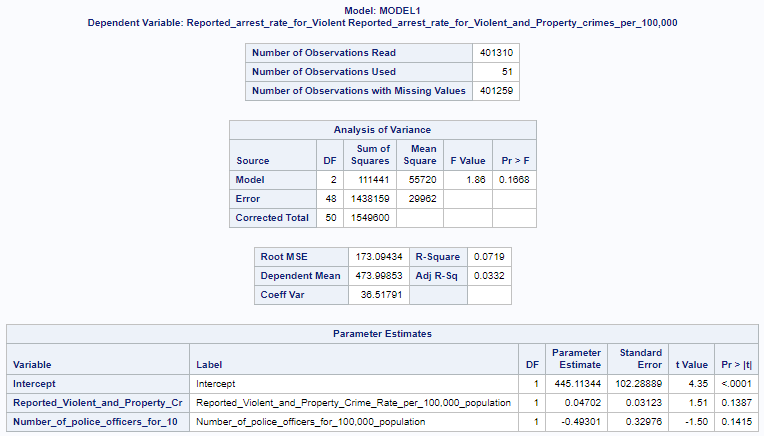 Model: MODEL1
Dependent Variable: Reported_arrest_rate_for_Violent Reported_arrest_rate_for_Violent_and_Property_crimes_per_100,000
Number of Observations Read 401310
Number of Observations Used 51
Number of Observations with Missing Values 401259
Analysis of Variance
Source DF Sum of Squares Mean Square F Value Pr > F
Model 2 111441 55720 1.86 0.1668
Error 48 1438159 29962
Corrected Total 50 1549600
Root MSE 173.09434 R-Square 0.0719
Dependent Mean 473.99853 Adj R-Sq 0.0332
Coeff Var 36.51791
Parameter Estimates
Variable Label DF Parameter Estimate Standard Error t Value Pr > |t|
Intercept Intercept 1 445.11344 102.28889 4.35 <.0001
Reported_Violent_and_Property_Cr Reported_Violent_and_Property_Crime_Rate_per_100,000_population 1 0.04702 0.03123 1.51 0.1387
Number_of_police_officers_for_10 Number_of_police_officers_for_100,000_population 1 -0.49301 0.32976 -1.50 0.1415